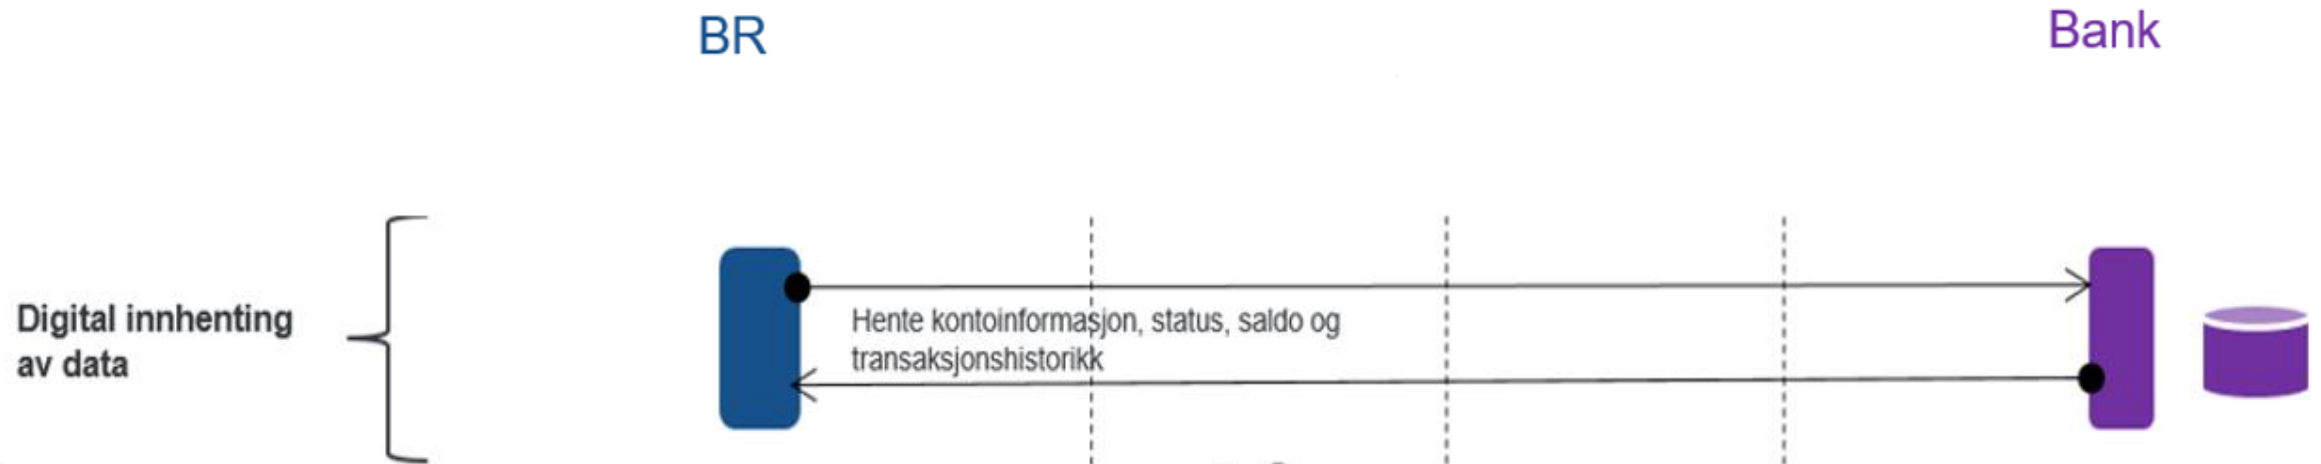 BR
Bank
Digital innhenting
av data
Hente kontoinformasjon, status, saldo og
transaksjonshistorikk